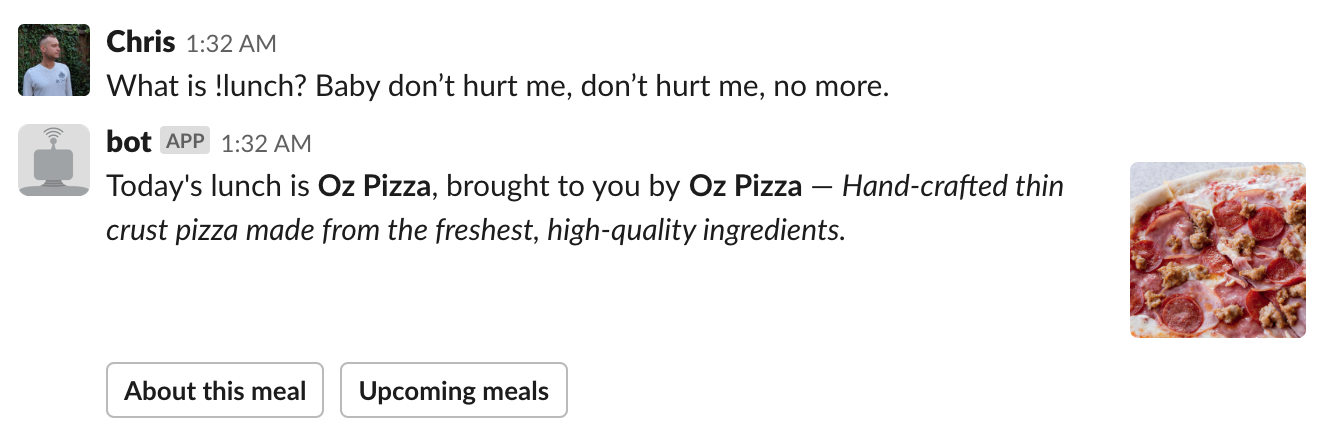 Chris 1:32 AM
What is !lunch? Baby don’t hurt me, don’t hurt me, no more.
bot APP 1:32 AM
Today's lunch is Oz Pizza, brought to you by Oz Pizza — Hand-crafted thin
crust pizza made from the freshest, high-quality ingredients.
About this meal Upcoming meals